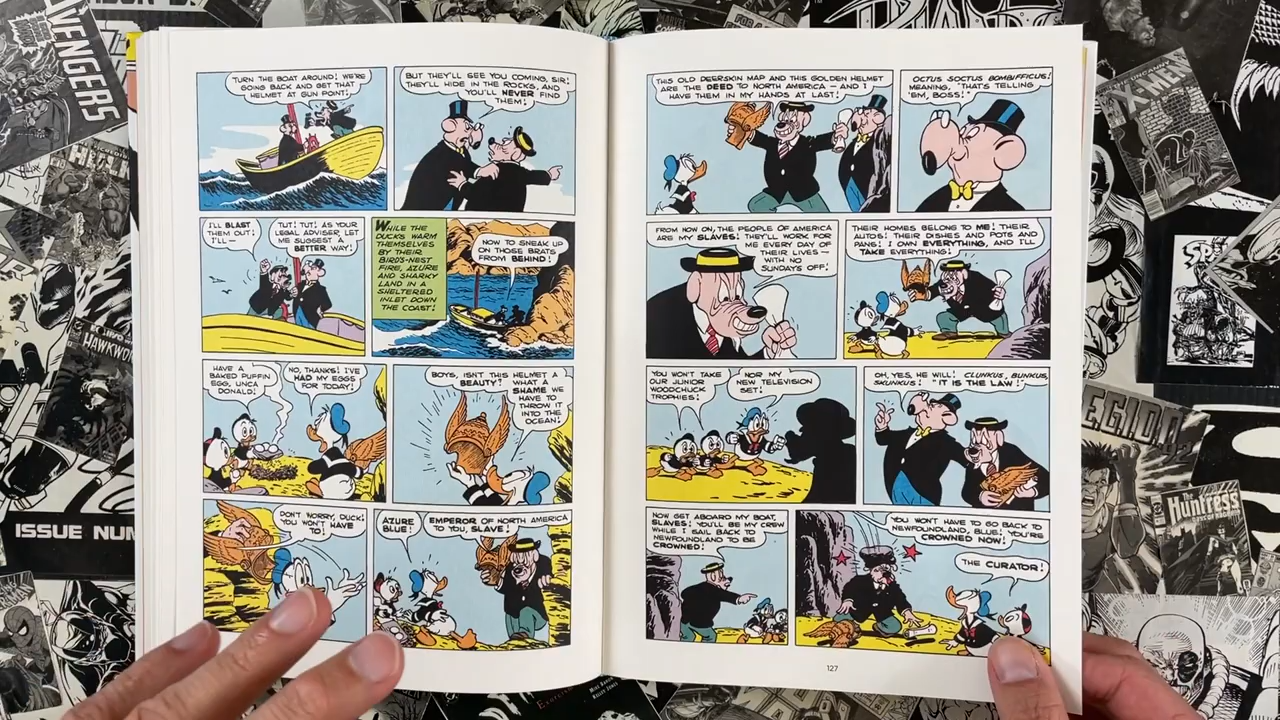 TURN THE BOAT AROUND! WE'RE
GOING BACK AND GET THAT
HELMET AT GUN POINT!
BUT THEY'LL SEE YOU COMING, SIR!
THEY'LL HIDE IN THE ROCKS, AND
YOU'LL NEVER FIND
THEM!
I'LL BLAST
THEM OUT!
I'LL—
TUT! TUT! AS YOUR
LEGAL ADVISER, LET
ME SUGGEST A
BETTER WAY!
WHILE THE
DUCKS WARM
THEMSELVES
BY THEIR
BIRD'S-NEST
FIRE, AZURE
AND SHARKY
LAND IN A
SHELTERED
INLET DOWN
THE COAST!
NOW TO SNEAK UP
ON THOSE BRATS
FROM BEHIND!
HAVE A
BAKED PUFFIN
EGG, UNCA
DONALD!
NO, THANKS! I'VE
HAD MY EGGS
FOR TODAY!
BOYS, ISN'T THIS HELMET A
BEAUTY? WHAT A
SHAME WE
HAVE TO
THROW IT
INTO THE
OCEAN!
DON'T WORRY, DUCK!
YOU WON'T HAVE
TO!
AZURE
BLUE!
EMPEROR OF NORTH AMERICA
TO YOU, SLAVE!
THIS OLD DEERSKIN MAP AND THIS GOLDEN HELMET
ARE THE DEED TO NORTH AMERICA — AND I
HAVE THEM IN MY HANDS AT LAST!
OCTUS SOCTUS BOMBIFFICUS!
MEANING, "THAT'S TELLING
'EM, BOSS!"
FROM NOW ON, THE PEOPLE OF AMERICA
ARE MY SLAVES! THEY'LL WORK FOR
ME EVERY DAY OF
THEIR LIVES—
WITH NO
SUNDAYS OFF!
THEIR HOMES BELONG TO ME! THEIR
AUTOS! THEIR DISHES AND POTS AND
PANS! I OWN EVERYTHING, AND I'LL
TAKE EVERYTHING!
YOU WON'T TAKE
OUR JUNIOR
WOODCHUCK
TROPHIES!
NOR MY
NEW TELEVISION
SET!
OH, YES, HE WILL! CLUNKUS, BUNKUS,
SKUNKUS! "IT IS THE LAW!"
NOW GET ABOARD MY BOAT,
SLAVES! YOU'LL BE MY CREW
WHILE I SAIL BACK TO
NEWFOUNDLAND TO BE
CROWNED!
YOU WON'T HAVE TO GO BACK TO
NEWFOUNDLAND, BLUE! YOU'RE
CROWNED NOW!
THE CURATOR!
127
AVENGERS
HAWKWO
ISSUE NUM
X-MEN
LEGION
'92
The
Huntress